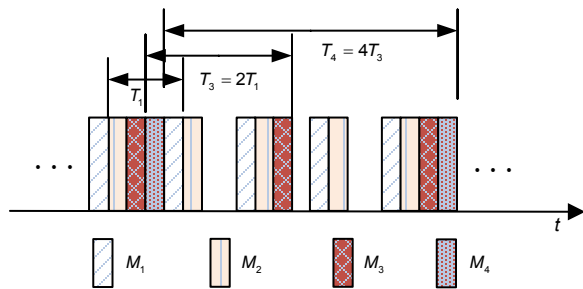 T₄ = 4T₃
T₃ = 2T₁
T₁
. . .
. . .
t
M₁
M₂
M₃
M₄